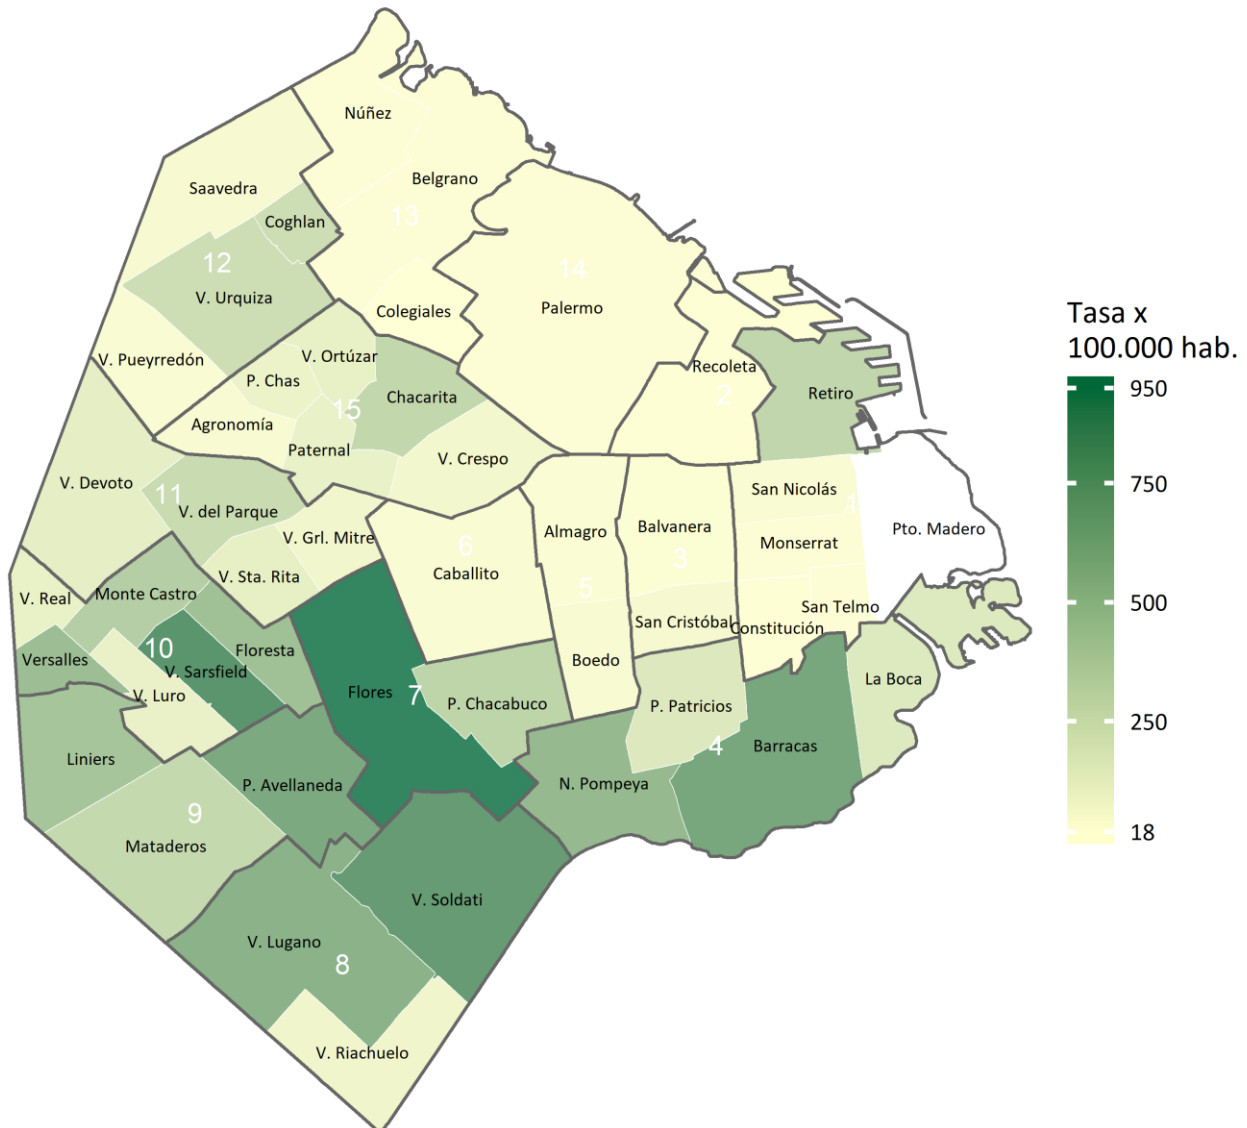 Núñez
Belgrano
Saavedra
Coghlan
13
12
14
V. Urquiza
Colegiales
Palermo
V. Pueyrredón
V. Ortúzar
P. Chas
Recoleta
2
Retiro
Chacarita
15
Agronomía
Paternal
V. Crespo
V. Devoto
11
V. del Parque
San Nicolás
1
V. Grl. Mitre
Almagro
Balvanera
Pto. Madero
6
Caballito
Monserrat
3
V. Sta. Rita
5
Monte Castro
V. Real
San Telmo
San Cristóbal
Constitución
10
Floresta
Versalles
V. Sarsfield
Boedo
V. Luro
Flores
7
P. Chacabuco
P. Patricios
La Boca
4
Barracas
Liniers
P. Avellaneda
N. Pompeya
9
Mataderos
V. Soldati
V. Lugano
8
V. Riachuelo
Tasa x
100.000 hab.
950
750
500
250
18